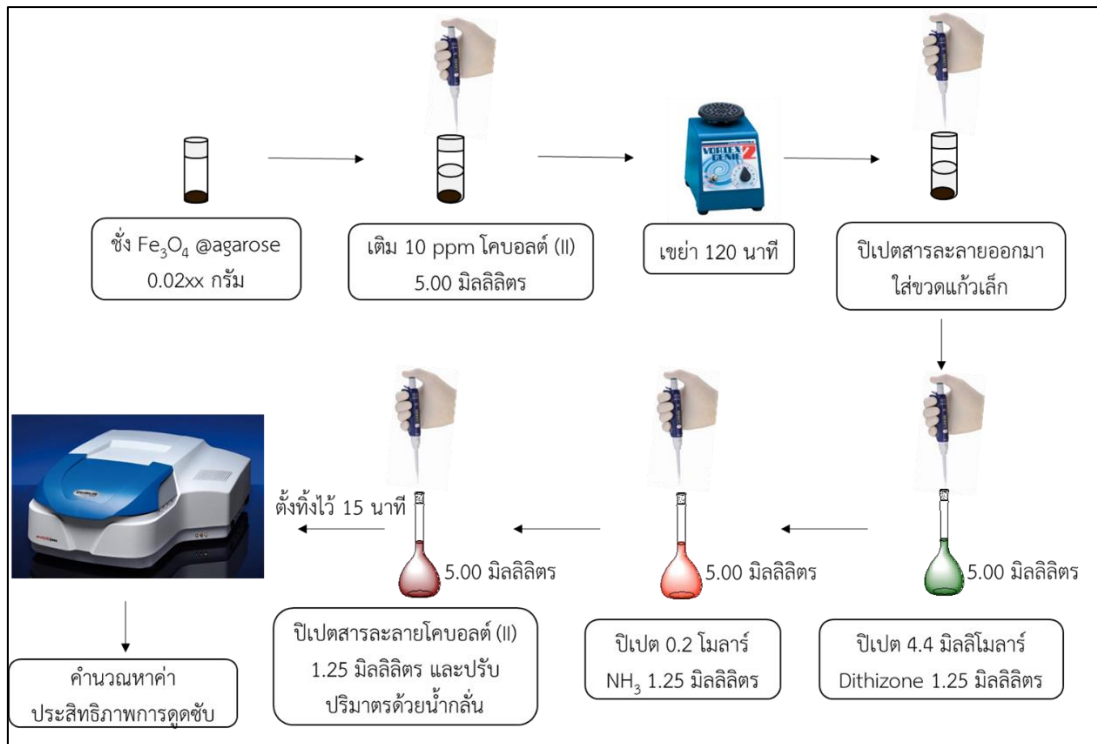 ชั่ง Fe₃O₄ @agarose
0.02xx กรัม
เติม 10 ppm โคบอลต์ (II)
5.00 มิลลิลิตร
VORTEX
GENIE
2
เขย่า 120 นาที
ปิเปตสารละลายออกมา
ใส่ขวดแก้วเล็ก
5.00 มิลลิลิตร
ปิเปต 4.4 มิลลิโมลาร์
Dithizone 1.25 มิลลิลิตร
5.00 มิลลิลิตร
ปิเปต 0.2 โมลาร์
NH₃ 1.25 มิลลิลิตร
5.00 มิลลิลิตร
ปิเปตสารละลายโคบอลต์ (II)
1.25 มิลลิลิตร และปรับ
ปริมาตรด้วยน้ำกลั่น
ตั้งทิ้งไว้ 15 นาที
คำนวณหาค่า
ประสิทธิภาพการดูดซับ